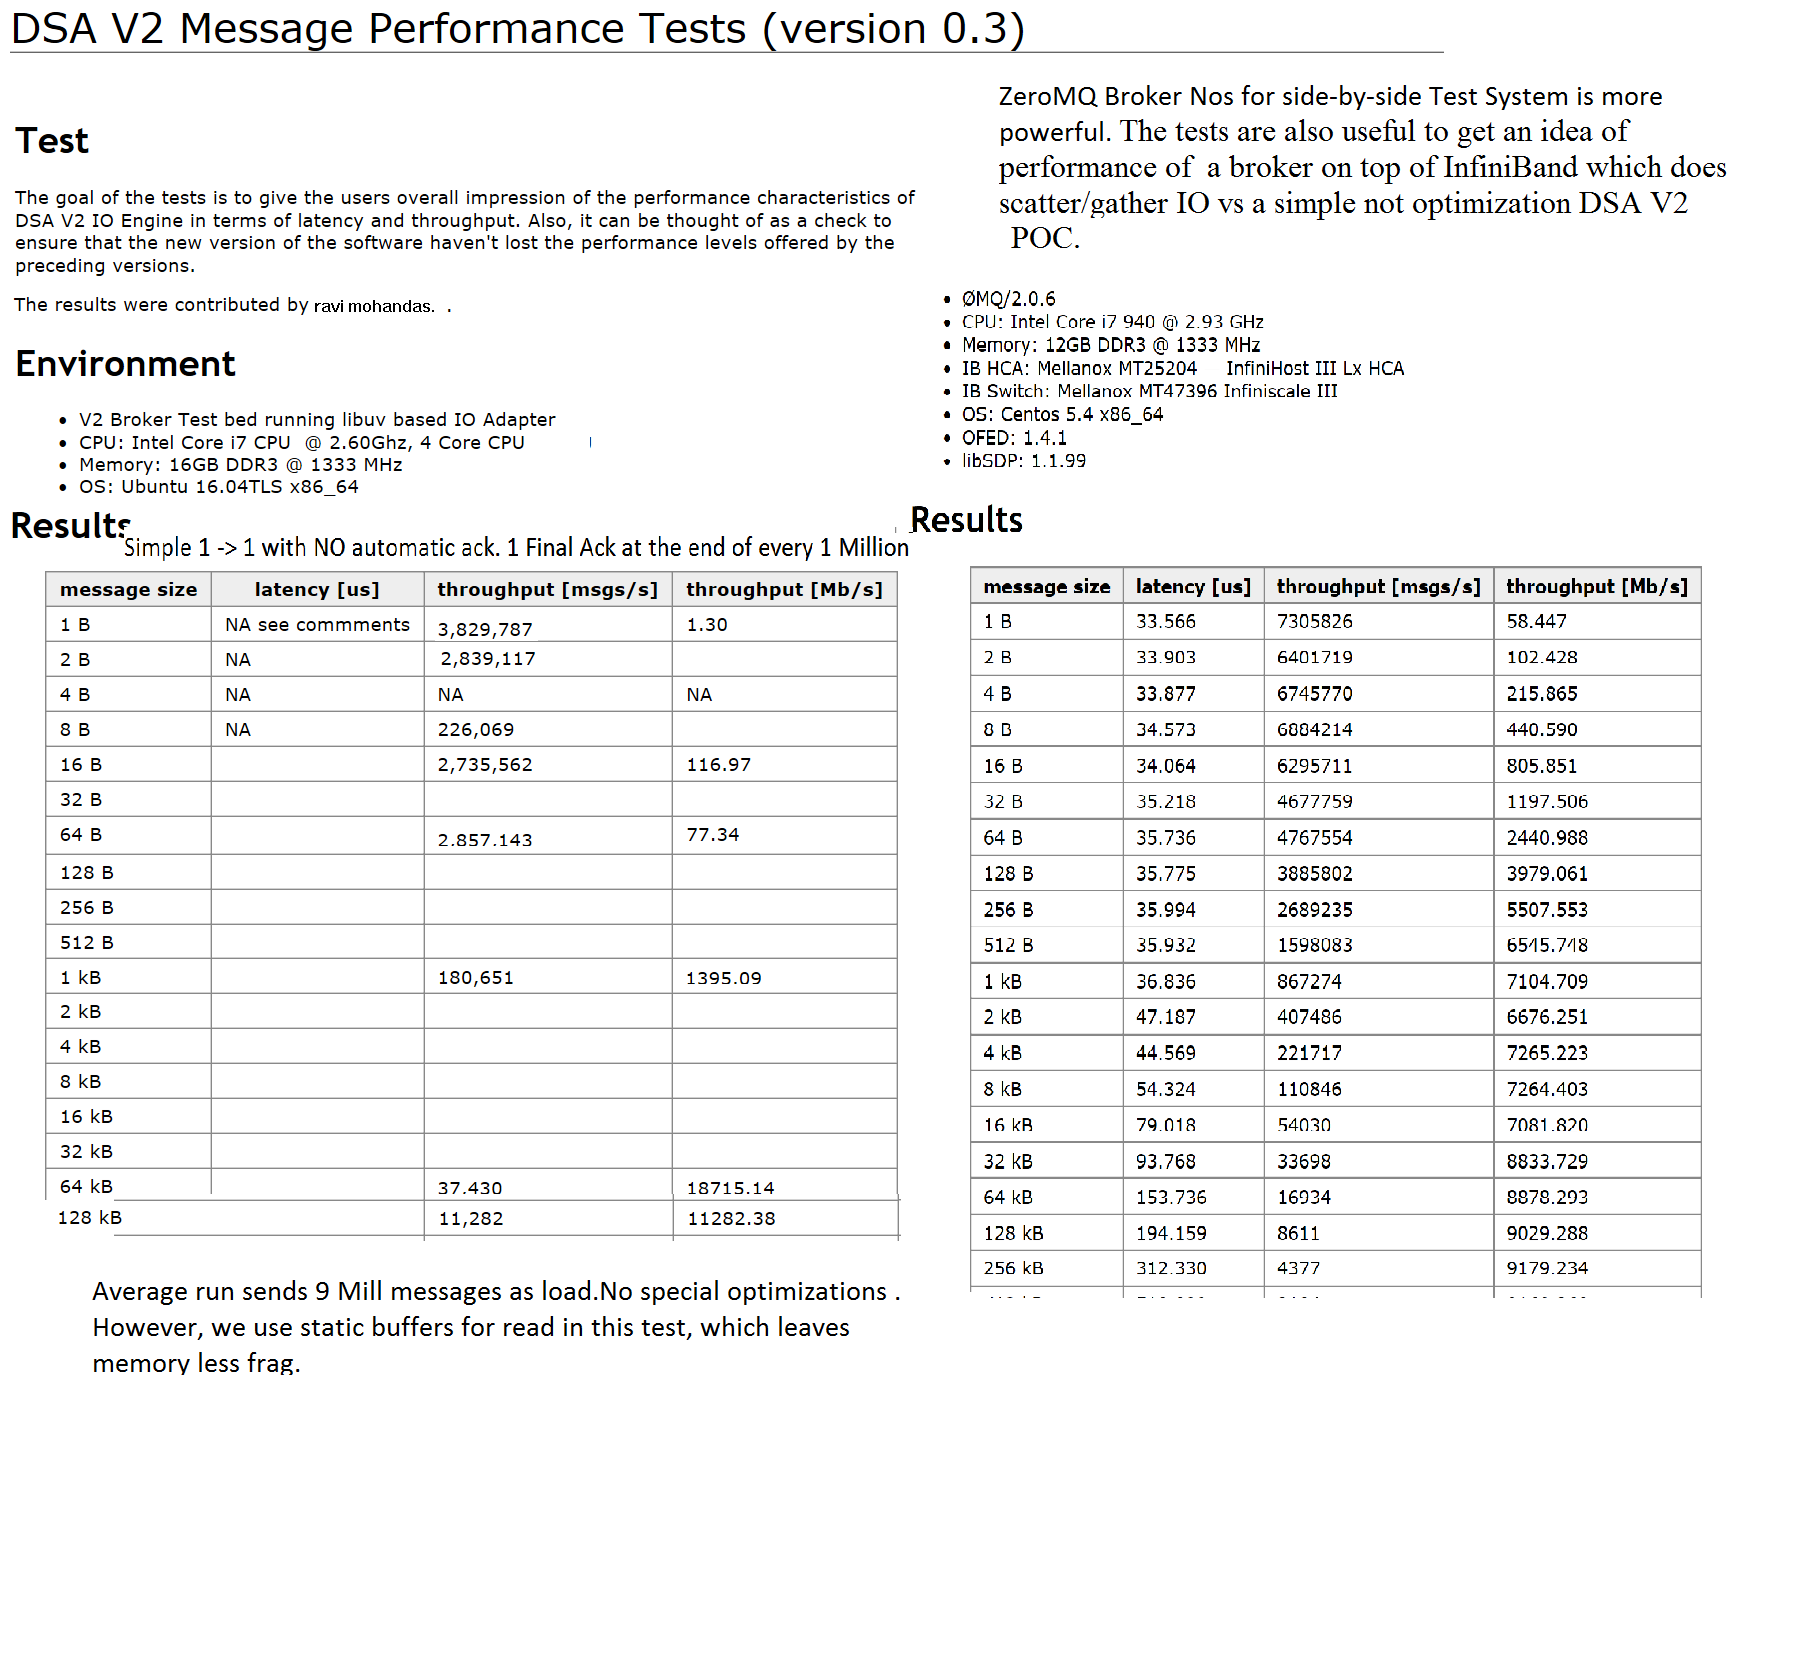 DSA V2 Message Performance Tests (version 0.3)
Test
The goal of the tests is to give the users overall impression of the performance characteristics of
DSA V2 IO Engine in terms of latency and throughput. Also, it can be thought of as a check to
ensure that the new version of the software haven't lost the performance levels offered by the
preceding versions.
The results were contributed by ravi mohandas. .
Environment
• V2 Broker Test bed running libuv based IO Adapter
• CPU: Intel Core i7 CPU @ 2.60Ghz, 4 Core CPU
• Memory: 16GB DDR3 @ 1333 MHz
• OS: Ubuntu 16.04TLS x86_64
Results
Simple 1 -> 1 with NO automatic ack. 1 Final Ack at the end of every 1 Million
message size latency [us] throughput [msgs/s] throughput [Mb/s]
1 B NA see commments 3,829,787 1.30
2 B NA 2,839,117
4 B NA NA NA
8 B NA 226,069
16 B 2,735,562 116.97
32 B
64 B 2.857.143 77.34
128 B
256 B
512 B
1 kB 180,651 1395.09
2 kB
4 kB
8 kB
16 kB
32 kB
64 kB 37.430 18715.14
128 kB 11,282 11282.38
Average run sends 9 Mill messages as load.No special optimizations .
However, we use static buffers for read in this test, which leaves
memory less frag.
ZeroMQ Broker Nos for side-by-side Test System is more
powerful. The tests are also useful to get an idea of
performance of a broker on top of InfiniBand which does
scatter/gather IO vs a simple not optimization DSA V2
POC.
• ØMQ/2.0.6
• CPU: Intel Core i7 940 @ 2.93 GHz
• Memory: 12GB DDR3 @ 1333 MHz
• IB HCA: Mellanox MT25204 InfiniHost III Lx HCA
• IB Switch: Mellanox MT47396 Infiniscale III
• OS: Centos 5.4 x86_64
• OFED: 1.4.1
• libSDP: 1.1.99
Results
message size latency [us] throughput [msgs/s] throughput [Mb/s]
1 B 33.566 7305826 58.447
2 B 33.903 6401719 102.428
4 B 33.877 6745770 215.865
8 B 34.573 6884214 440.590
16 B 34.064 6295711 805.851
32 B 35.218 4677759 1197.506
64 B 35.736 4767554 2440.988
128 B 35.775 3885802 3979.061
256 B 35.994 2689235 5507.553
512 B 35.932 1598083 6545.748
1 kB 36.836 867274 7104.709
2 kB 47.187 407486 6676.251
4 kB 44.569 221717 7265.223
8 kB 54.324 110846 7264.403
16 kB 79.018 54030 7081.820
32 kB 93.768 33698 8833.729
64 kB 153.736 16934 8878.293
128 kB 194.159 8611 9029.288
256 kB 312.330 4377 9179.234